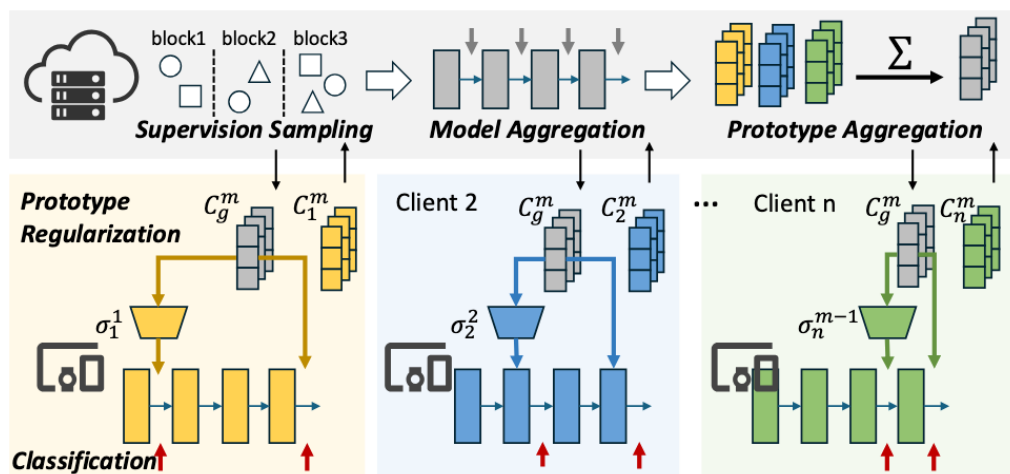 block1 block2 block3
Supervision Sampling
Model Aggregation
Σ
Prototype Aggregation
Prototype
Regularization
C_g^m C_1^m
σ_1^1
Classification
Client 2
C_g^m C_2^m
σ_2^2
...
Client n
C_g^m C_n^m
σ_n^{m-1}